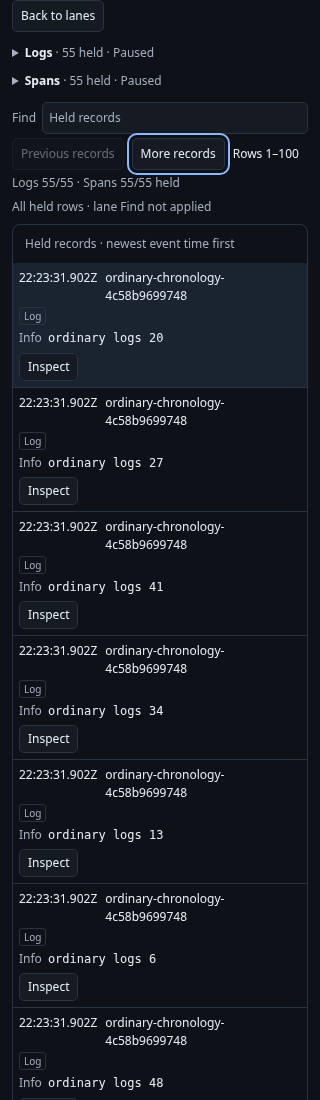 Back to lanes
▶ Logs · 55 held · Paused
▶ Spans · 55 held · Paused
Find Held records
Previous records More records Rows 1–100
Logs 55/55 · Spans 55/55 held
All held rows · lane Find not applied
Held records · newest event time first
22:23:31.902Z ordinary-chronology-
4c58b9699748
Log
Info ordinary logs 20
Inspect
22:23:31.902Z ordinary-chronology-
4c58b9699748
Log
Info ordinary logs 27
Inspect
22:23:31.902Z ordinary-chronology-
4c58b9699748
Log
Info ordinary logs 41
Inspect
22:23:31.902Z ordinary-chronology-
4c58b9699748
Log
Info ordinary logs 34
Inspect
22:23:31.902Z ordinary-chronology-
4c58b9699748
Log
Info ordinary logs 13
Inspect
22:23:31.902Z ordinary-chronology-
4c58b9699748
Log
Info ordinary logs 6
Inspect
22:23:31.902Z ordinary-chronology-
4c58b9699748
Log
Info ordinary logs 48